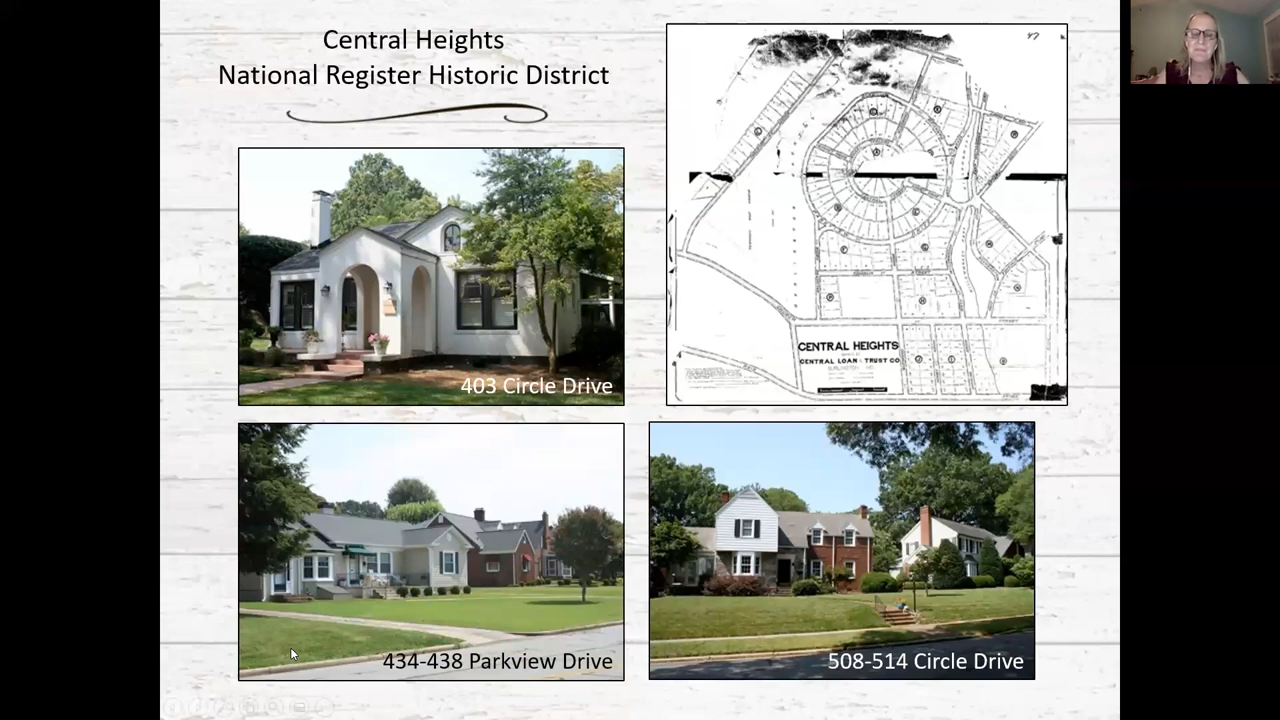 Central Heights
National Register Historic District
403 Circle Drive
CENTRAL HEIGHTS
CENTRAL LOAN & TRUST CO.
BURLINGTON N.C.
434-438 Parkview Drive
508-514 Circle Drive